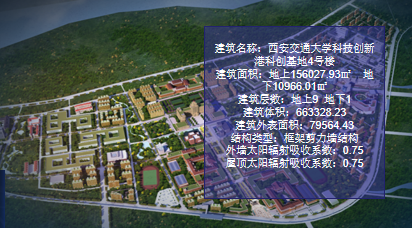 建筑名称：西安交通大学科技创新
港科创基地4号楼
建筑面积：地上156027.93㎡ 地
下10966.01㎡
建筑层数：地上9 地下1
建筑体积：663328.23
建筑外表面积：79564.43
结构类型：框架剪力墙结构
外墙太阳辐射吸收系数：0.75
屋顶太阳辐射吸收系数：0.75